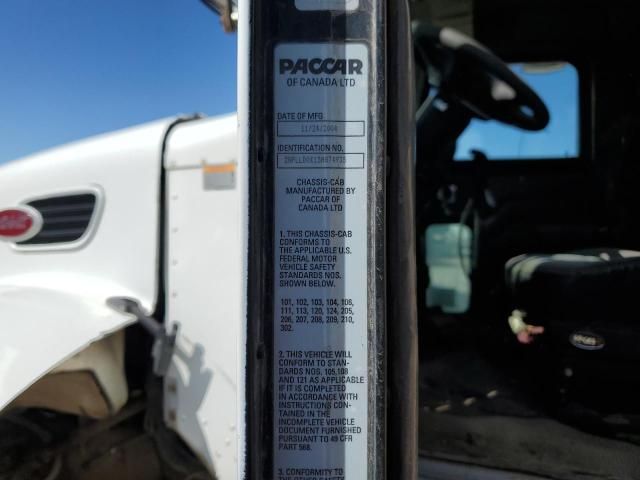 PACCAR
OF CANADA LTD
DATE OF MFG
11/24/2004
IDENTIFICATION NO.
CHASSIS-CAB
MANUFACTURED BY
PACCAR OF
CANADA LTD
1. THIS CHASSIS-CAB
CONFORMS TO
THE APPLICABLE U.S.
FEDERAL MOTOR
VEHICLE SAFETY
STANDARDS NOS.
SHOWN BELOW.
101, 102, 103, 104, 106,
111, 113, 120, 124, 205,
206, 207, 208, 209, 210,
302.
2. THIS VEHICLE WILL
CONFORM TO STAN-
DARDS NOS. 105,108
AND 121 AS APPLICABLE
IF IT IS COMPLETED
IN ACCORDANCE WITH
INSTRUCTIONS CON-
TAINED IN THE
INCOMPLETE VEHICLE
DOCUMENT FURNISHED
PURSUANT TO 49 CFR
PART 568.
3. CONFORMITY TO